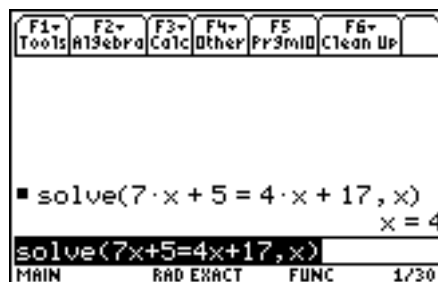 F1 F2 F3 F4 F5 F6
Tools Algebra Calc Other PrgmIO Clean Up
■ solve(7·x + 5 = 4·x + 17, x)
x = 4
solve(7x+5=4x+17,x)
MAIN RAD EXACT FUNC 1/30